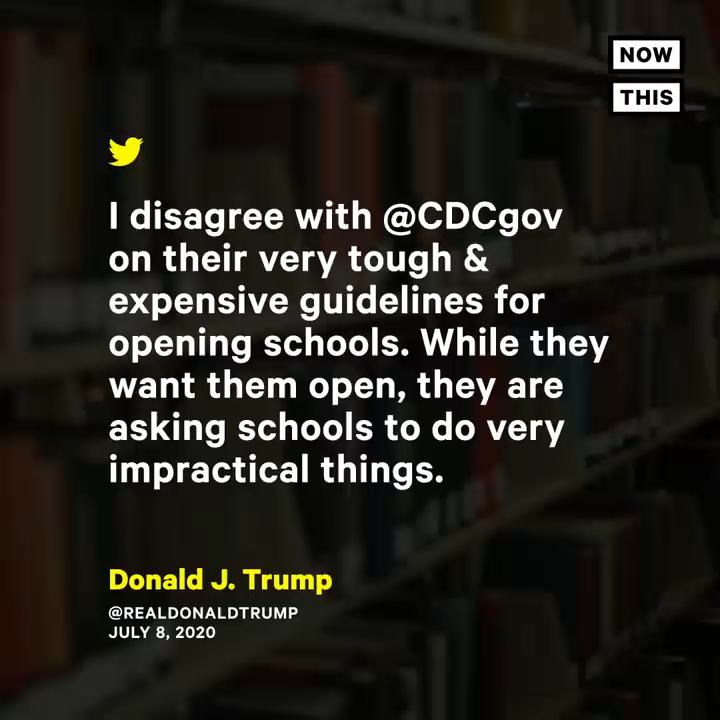 NOW
THIS
I disagree with @CDCgov
on their very tough &
expensive guidelines for
opening schools. While they
want them open, they are
asking schools to do very
impractical things.
Donald J. Trump
@REALDONALDTRUMP
JULY 8, 2020